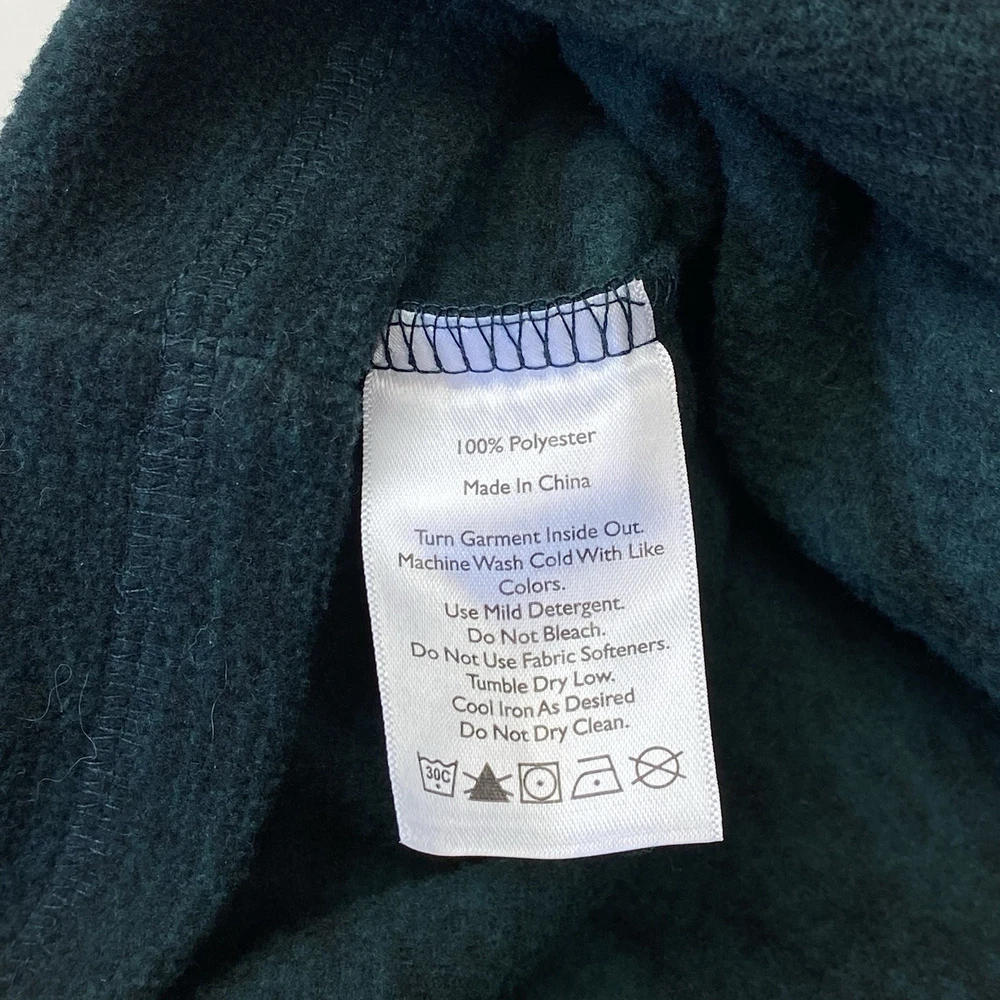 100% Polyester
Made In China
Turn Garment Inside Out.
Machine Wash Cold With Like
Colors.
Use Mild Detergent.
Do Not Bleach.
Do Not Use Fabric Softeners.
Tumble Dry Low.
Cool Iron As Desired
Do Not Dry Clean.
30C